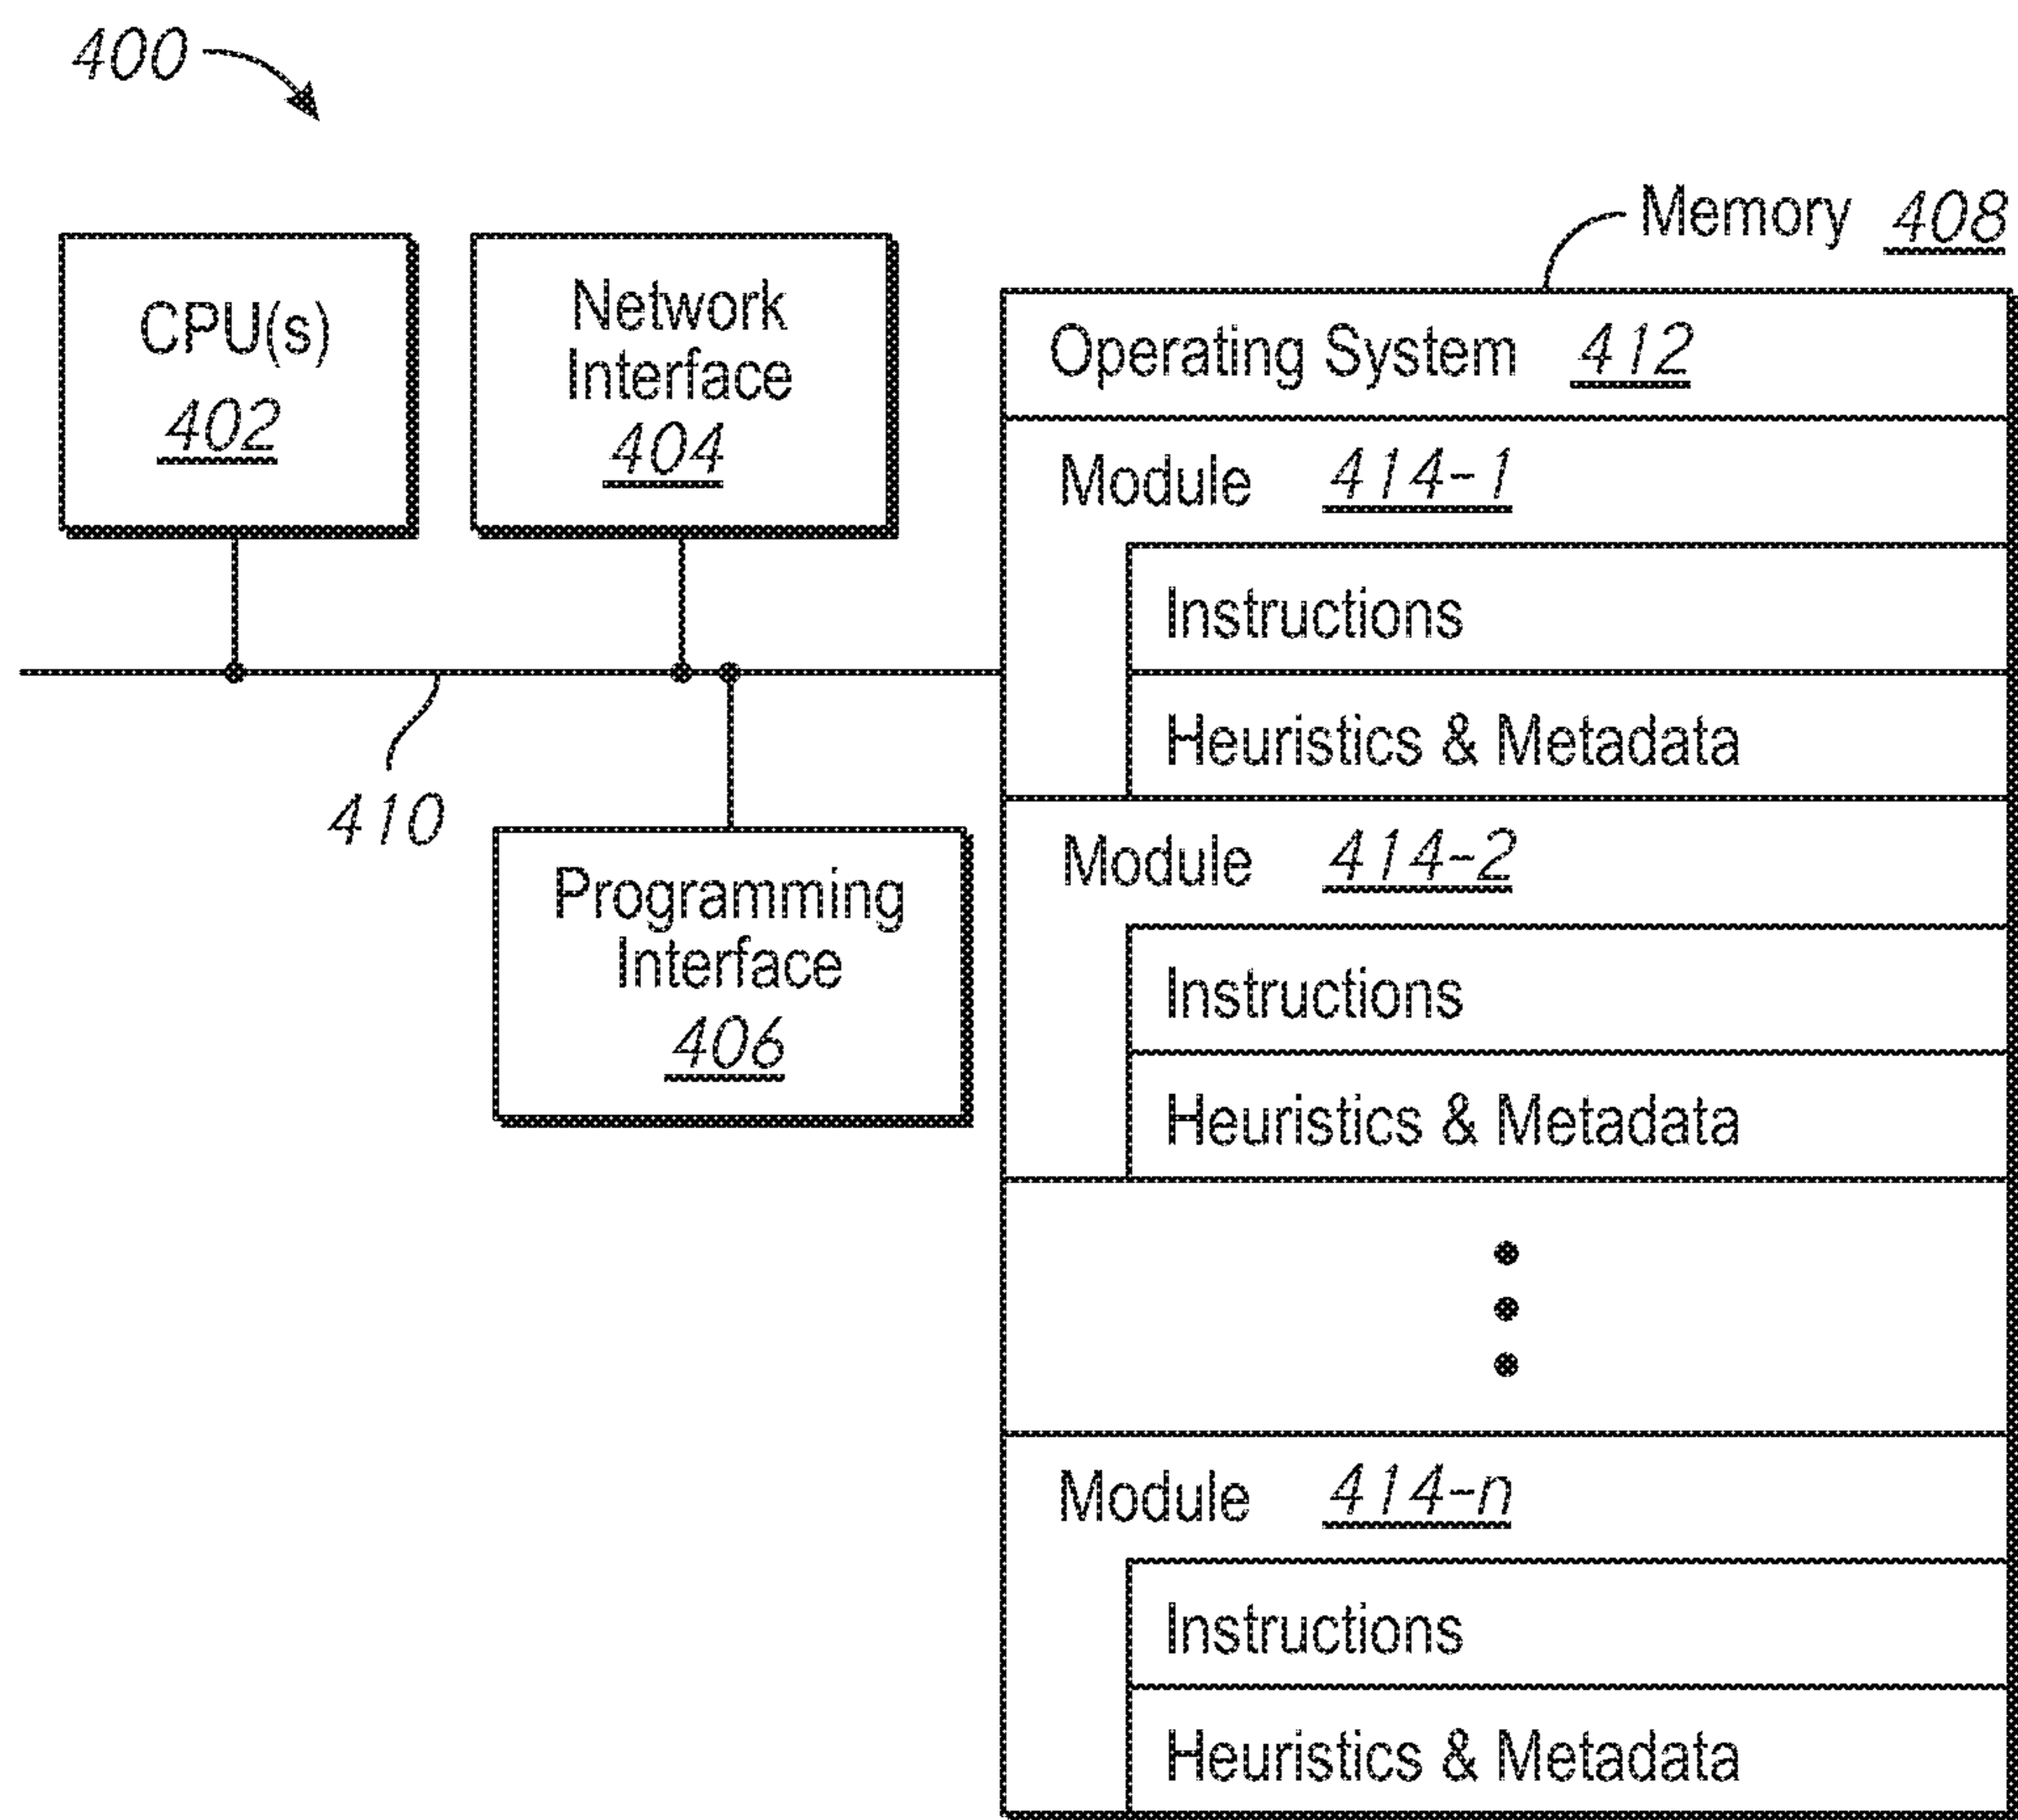 400
CPU(s)
402
Network
Interface
404
410
Programming
Interface
406
Memory 408
Operating System 412
Module 414-1
Instructions
Heuristics & Metadata
Module 414-2
Instructions
Heuristics & Metadata
Module 414-n
Instructions
Heuristics & Metadata